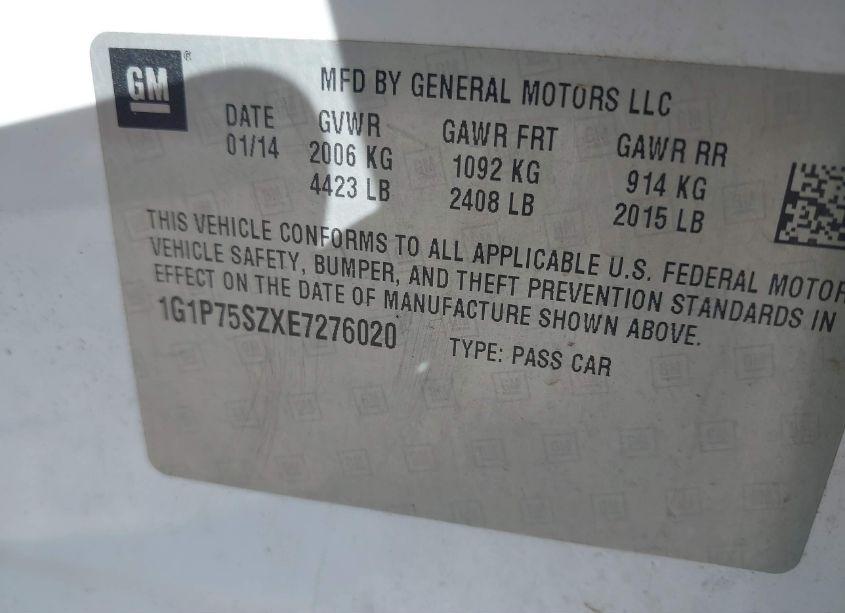 GM®
MFD BY GENERAL MOTORS LLC
DATE GVWR GAWR FRT GAWR RR
01/14 2006 KG 1092 KG 914 KG
4423 LB 2408 LB 2015 LB
THIS VEHICLE CONFORMS TO ALL APPLICABLE U.S. FEDERAL MOTOR
VEHICLE SAFETY, BUMPER, AND THEFT PREVENTION STANDARDS IN
EFFECT ON THE DATE OF MANUFACTURE SHOWN ABOVE.
1G1P75SZXE7276020 TYPE: PASS CAR